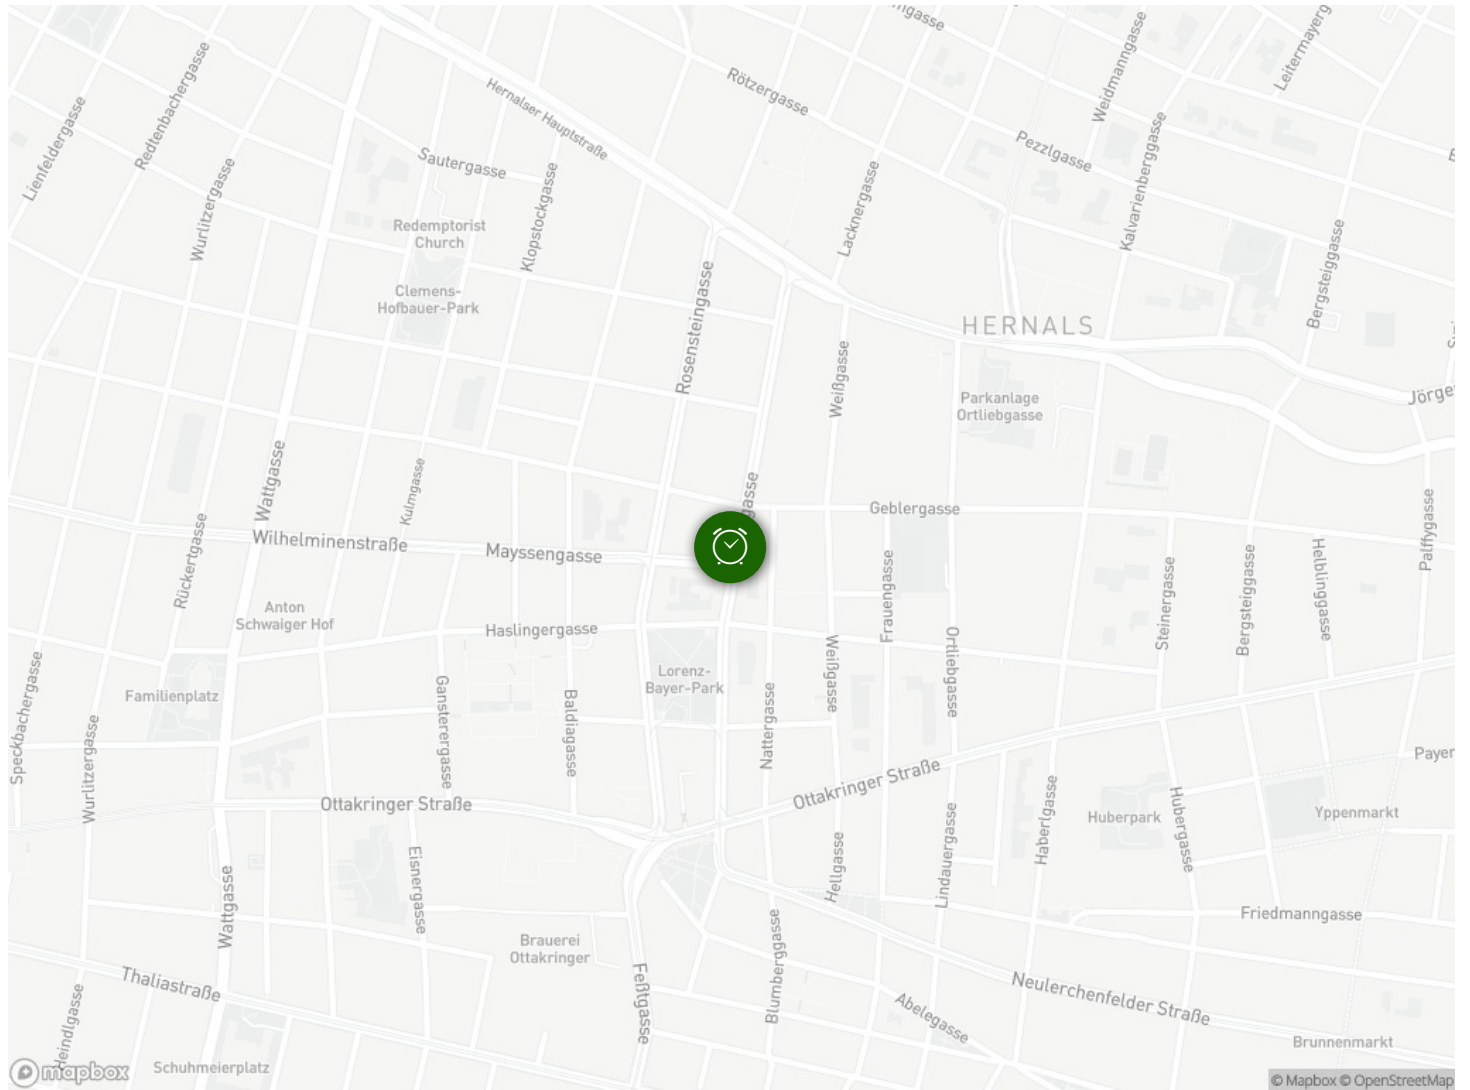 Rötzergasse
Weidmanngasse
Leitermayerg
Hernalser Hauptstraße
Lienfeldergasse
Redtenbachergasse
Wurlitzergasse
Sautergasse
Klopstockgasse
Lacknergasse
Pezzlgasse
Kalvarienberggasse
Redemptorist
Church
Clemens-
Hofbauer-Park
Rosensteingasse
Bergsteiggasse
HERNALS
Weißgasse
Parkanlage
Ortliebgasse
Jörge
Wattgasse
Kulmgasse
gasse
Geblergasse
Palffygasse
Wilhelminenstraße
Mayssengasse
Rückertgasse
Frauengasse
Steinergasse
Bergsteiggasse
Helblinggasse
Anton
Schwaiger Hof
Haslingergasse
Weißgasse
Ortliebgasse
Lorenz-
Bayer-Park
Familienplatz
Speckbachergasse
Wurlitzergasse
Gansterergasse
Baldiagasse
Nattergasse
Ottakringer Straße
Ottakringer Straße
Payer
Haberlgasse
Huberpark
Hubergasse
Yppenmarkt
Eisnergasse
Hellgasse
Lindauergasse
Wattgasse
Friedmanngasse
Brauerei
Ottakringer
Blumberggasse
Thaliastraße
Feßtgasse
Neulerchenfelder Straße
Abelegasse
Heindlgasse
Brunnenmarkt
Schuhmeierplatz
mapbox
© Mapbox © OpenStreetMap